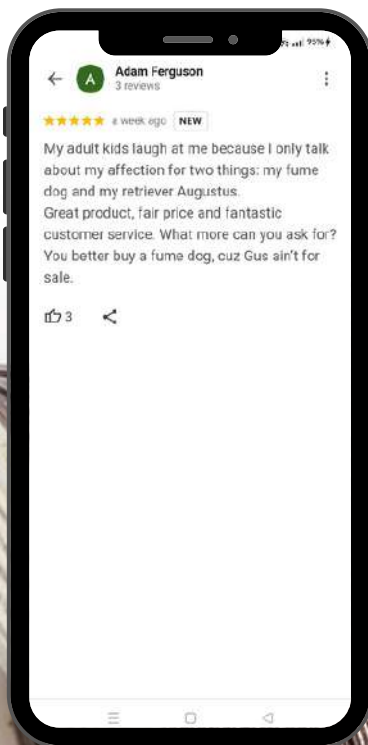 95%
Adam Ferguson
3 reviews
A
a week ago NEW
My adult kids laugh at me because I only talk
about my affection for two things: my fume
dog and my retriever Augustus.
Great product, fair price and fantastic
customer service. What more can you ask for?
You better buy a fume dog, cuz Gus ain't for
sale.
3